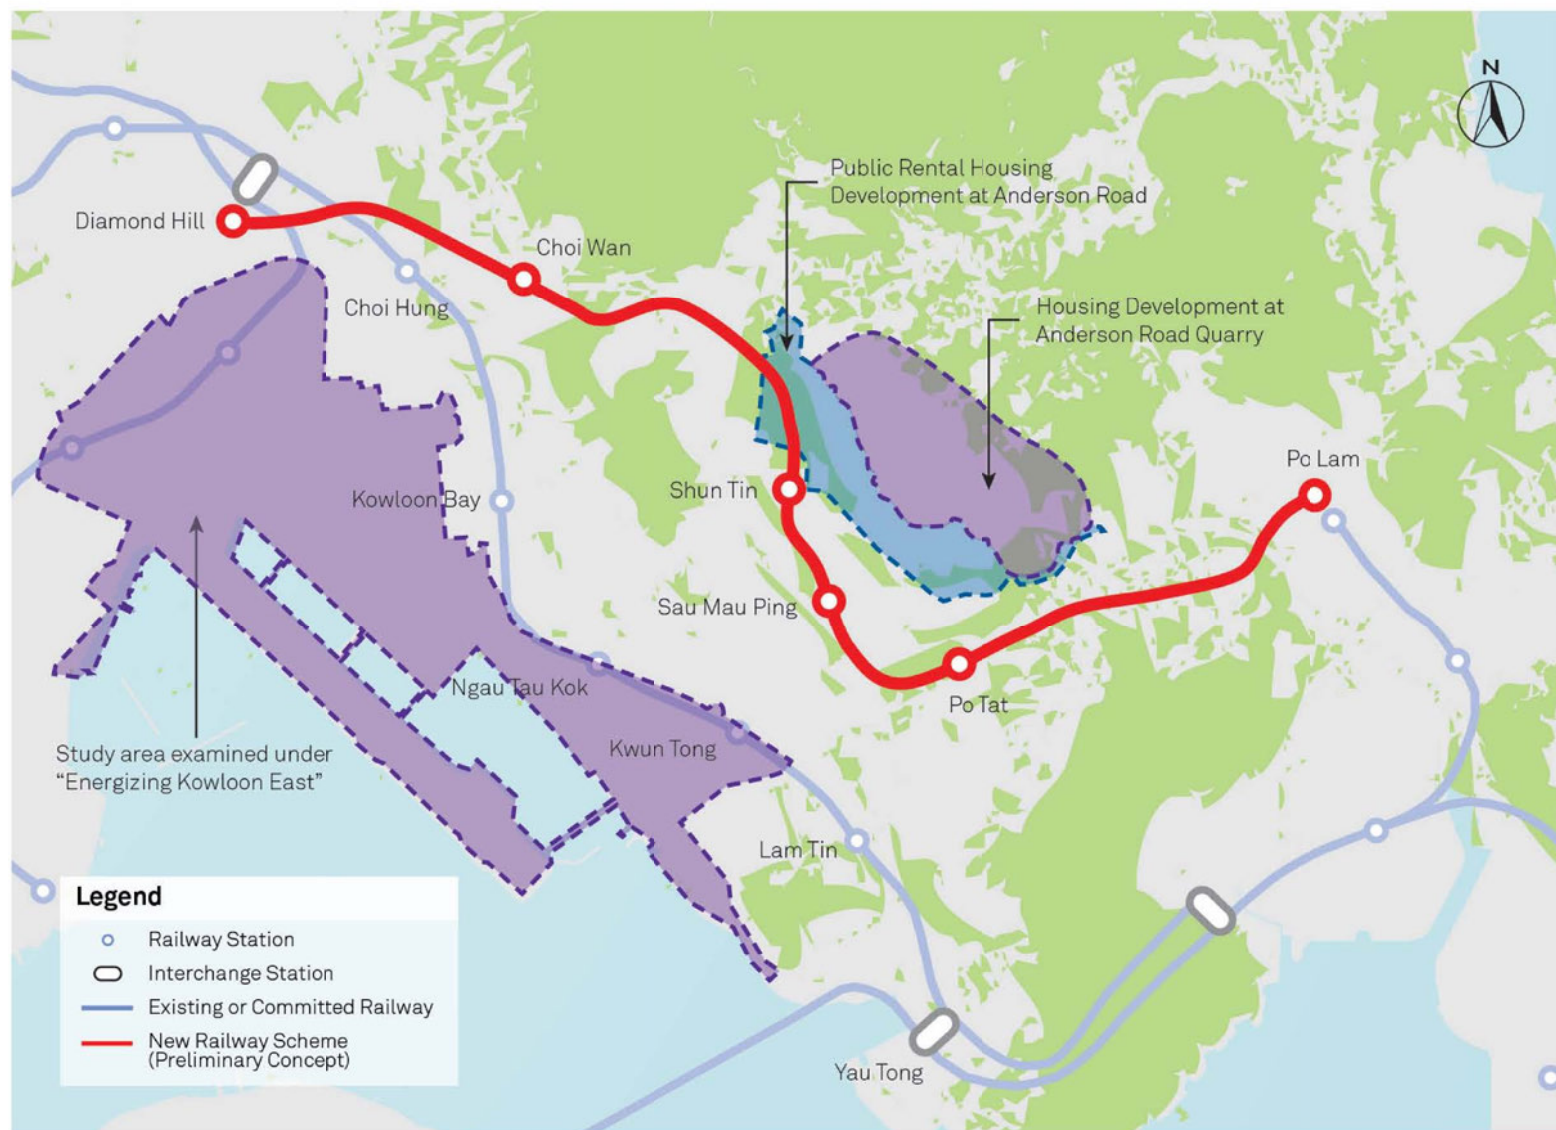 N
Public Rental Housing
Development at Anderson Road
Diamond Hill
Choi Wan
Choi Hung
Housing Development at
Anderson Road Quarry
Po Lam
Shun Tin
Kowloon Bay
Sau Mau Ping
Ngau Tau Kok
Po Tat
Kwun Tong
Study area examined under
“Energizing Kowloon East”
Lam Tin
Legend
Railway Station
Interchange Station
Existing or Committed Railway
New Railway Scheme
(Preliminary Concept)
Yau Tong